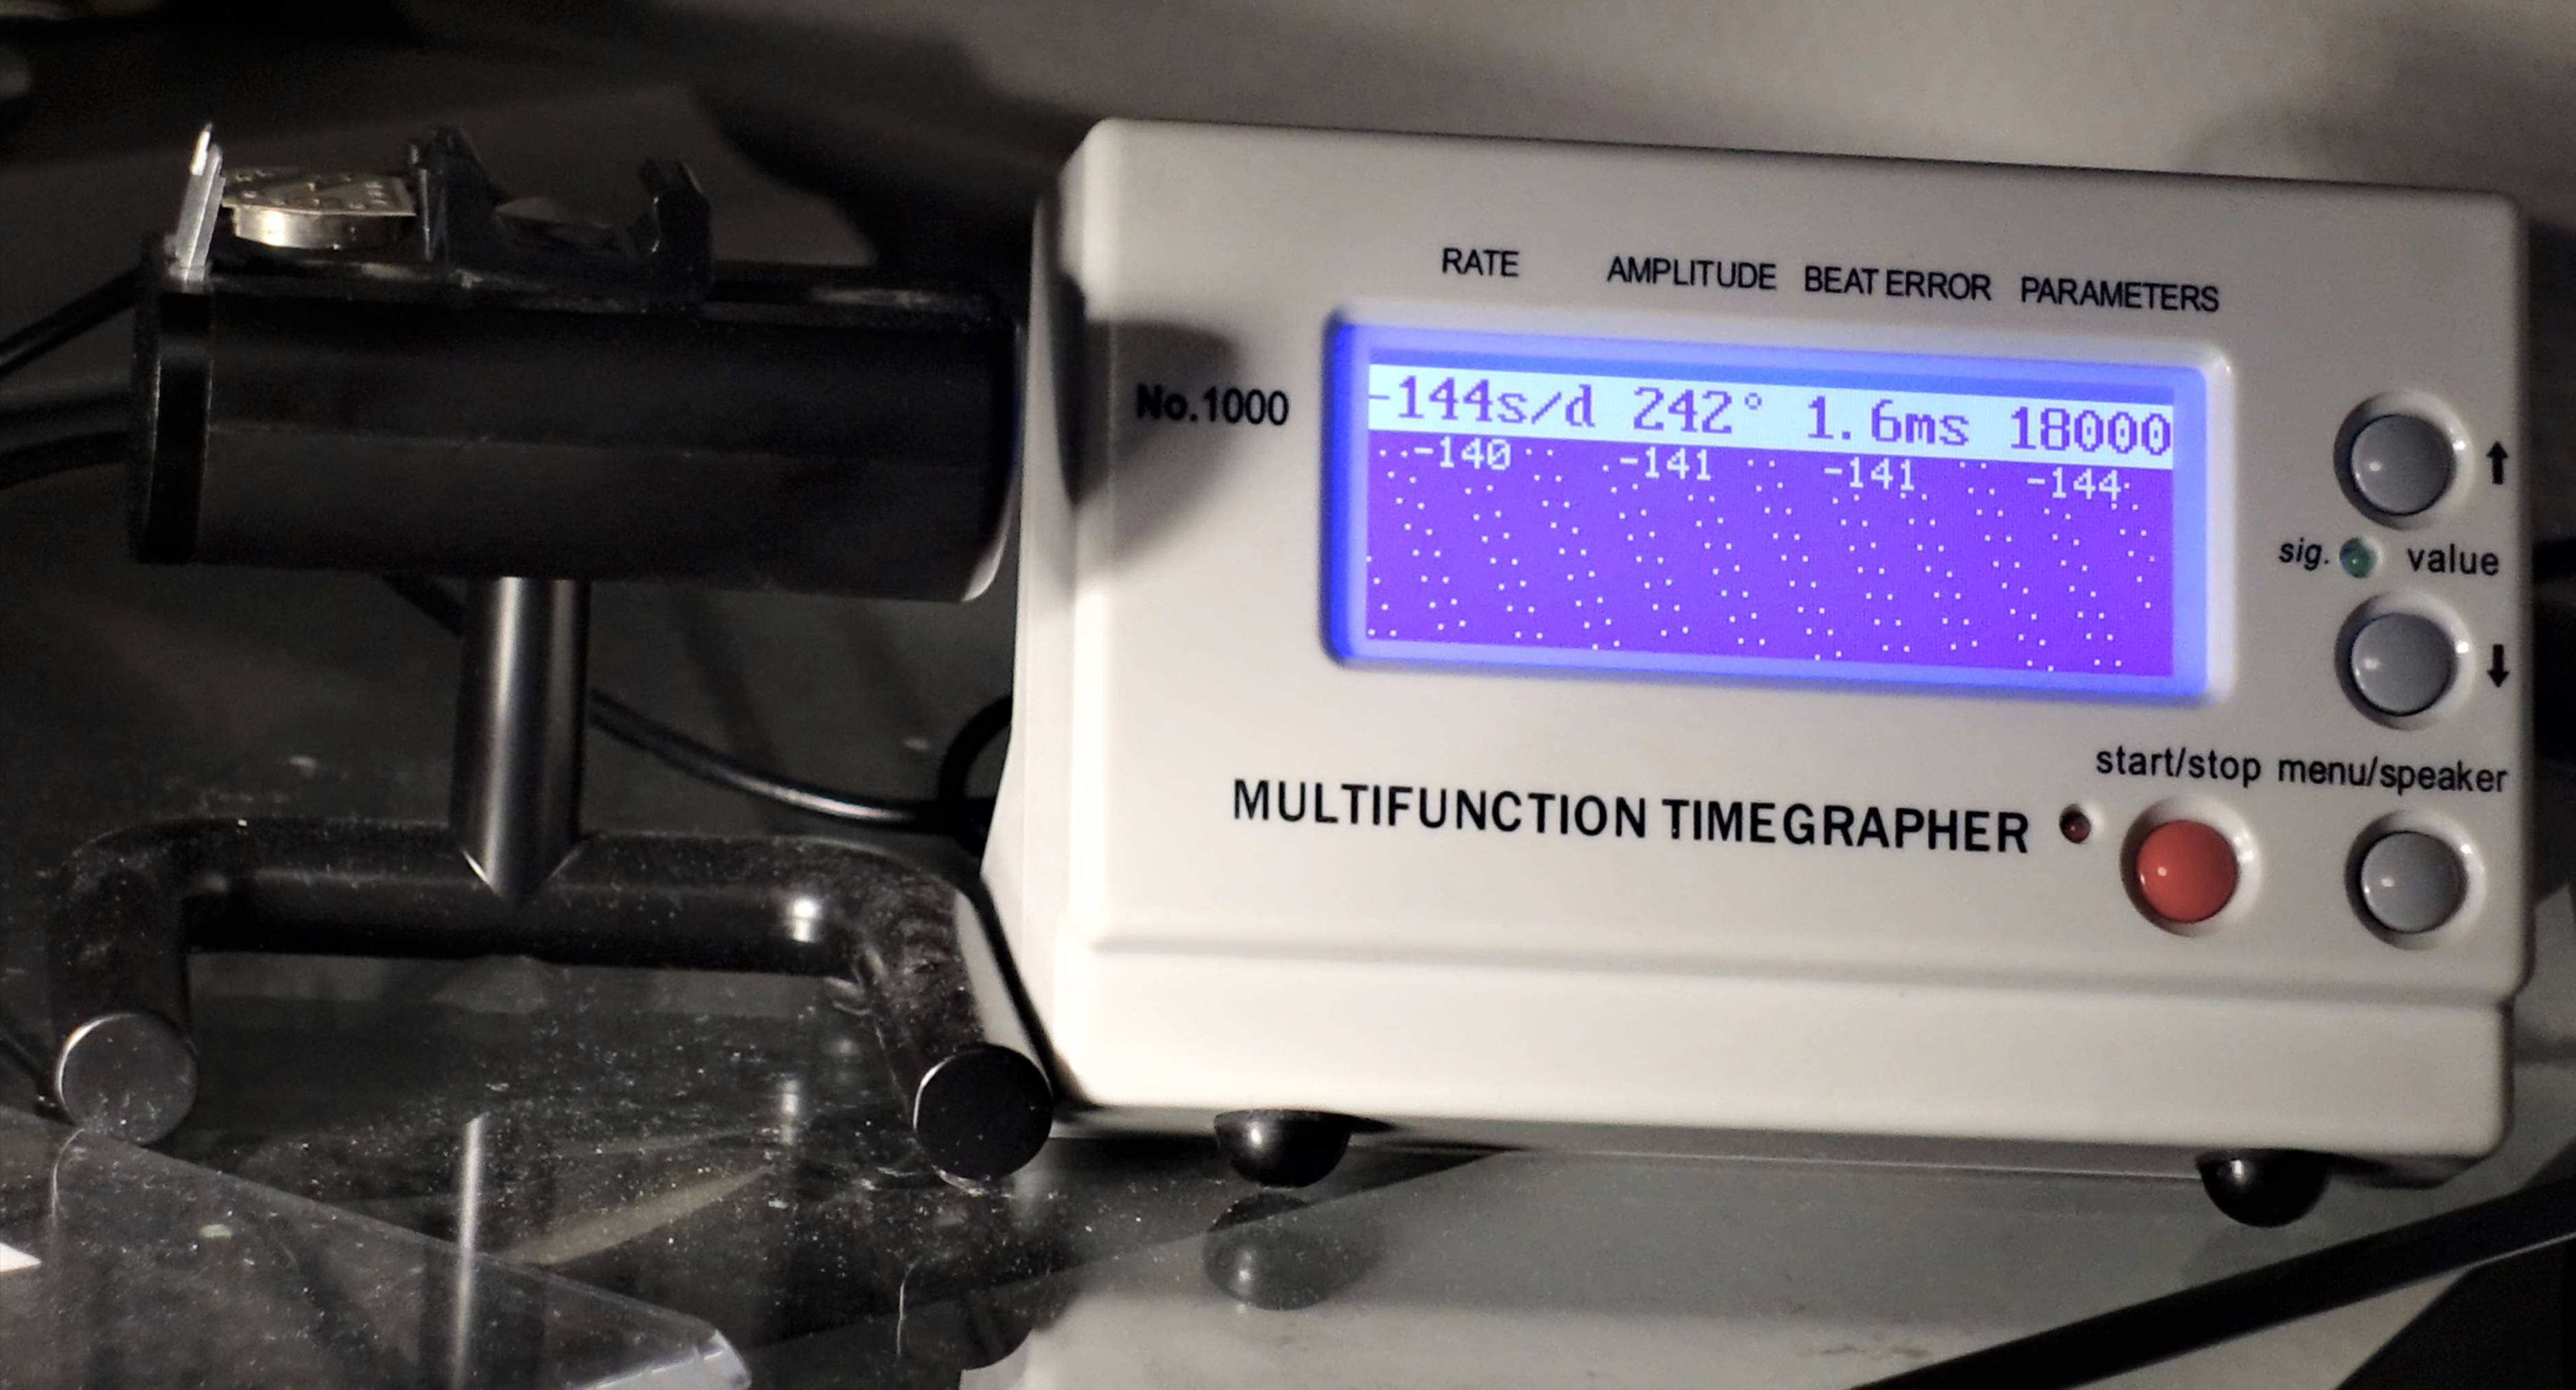 RATE AMPLITUDE BEAT ERROR PARAMETERS
No.1000
-144s/d 242° 1.6ms 18000
-140 -141 -141 -144
↑
sig. value
↓
start/stop menu/speaker
MULTIFUNCTION TIMEGRAPHER